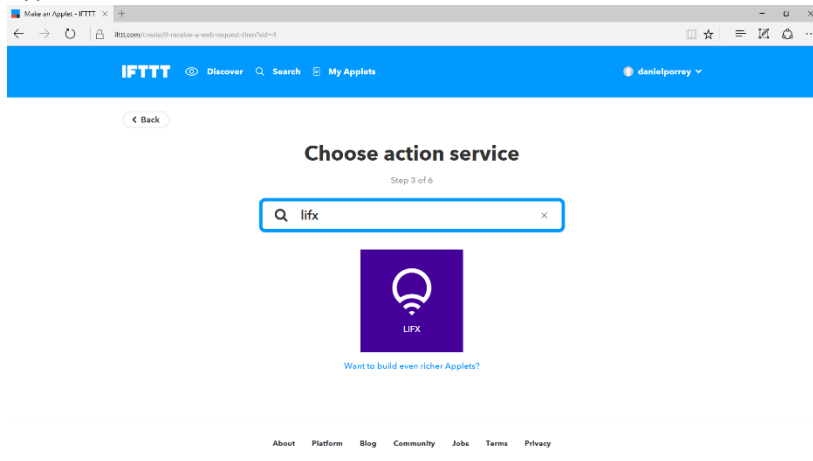 Make an Applet - IFTTT
ifttt.com/create/if-receive-a-web-request-then?sid=4
IFTTT Discover Search My Applets danielporrey
Back
Choose action service
Step 3 of 6
lifx
LIFX
Want to build even richer Applets?
About Platform Blog Community Jobs Terms Privacy